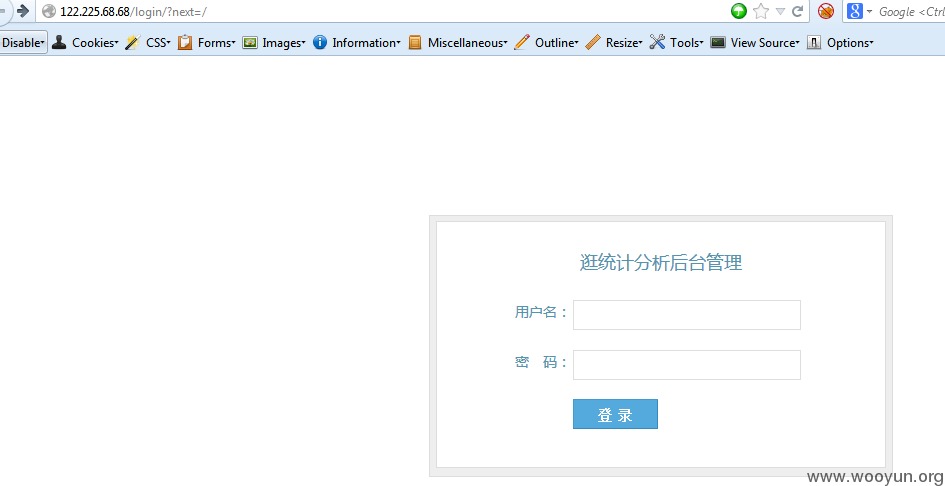 122.225.68.68/login/?next=/
Google <Ctrl
Disable Cookies CSS Forms Images Information Miscellaneous Outline Resize Tools View Source Options
逛统计分析后台管理
用户名：
密 码：
登 录
www.wooyun.org